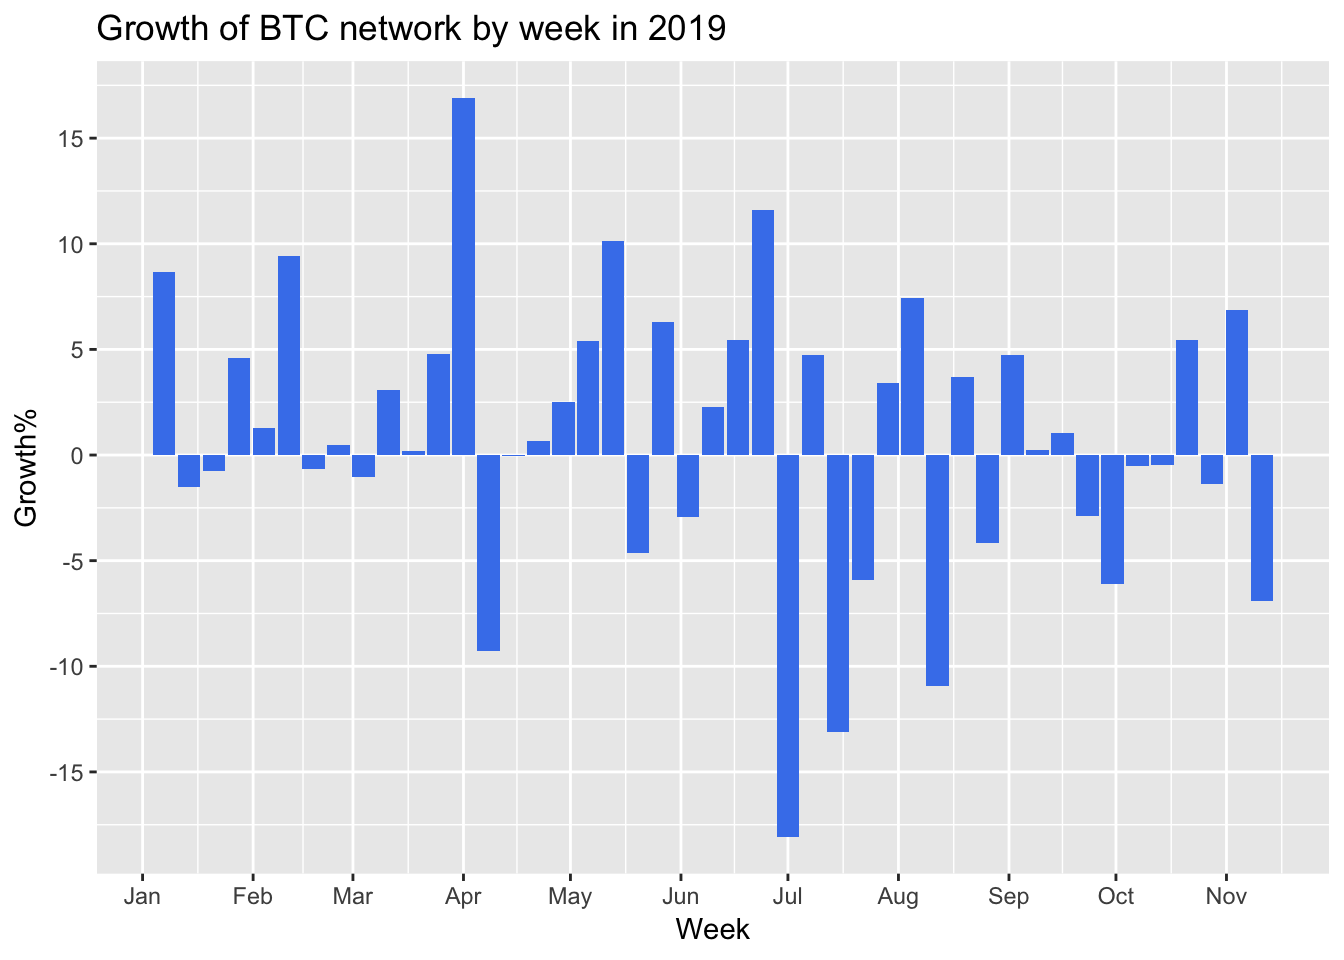 Growth of BTC network by week in 2019
Growth%
15
10
5
0
-5
-10
-15
Jan Feb Mar Apr May Jun Jul Aug Sep Oct Nov
Week